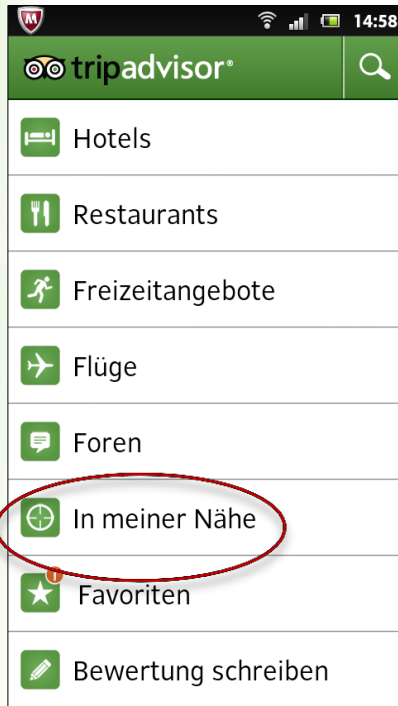 14:58
tripadvisor®
Hotels
Restaurants
Freizeitangebote
Flüge
Foren
In meiner Nähe
Favoriten
Bewertung schreiben